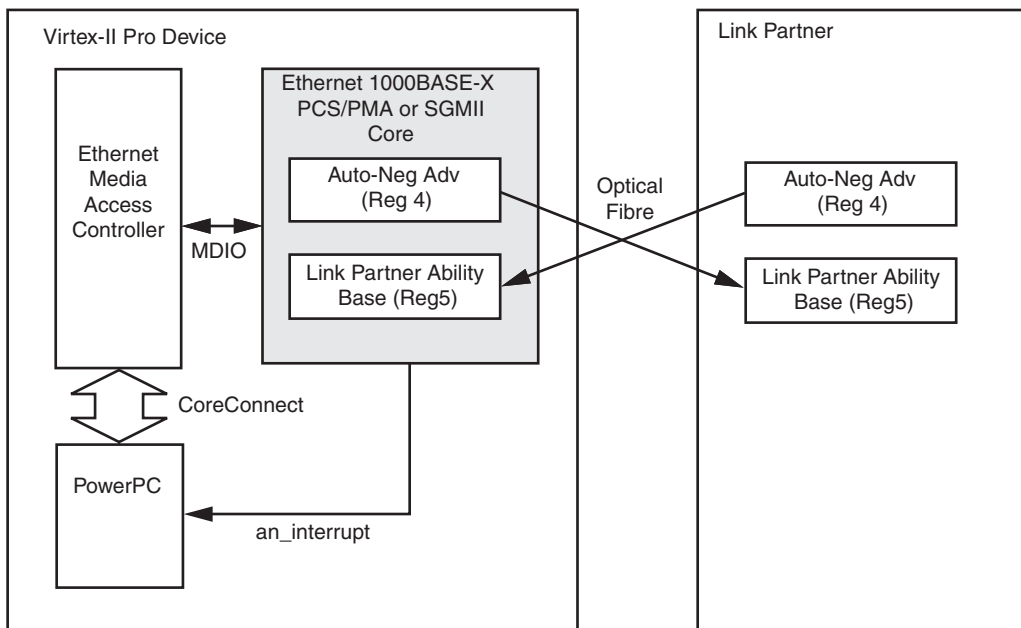 Virtex-II Pro Device
Ethernet
Media
Access
Controller
MDIO
Ethernet 1000BASE-X
PCS/PMA or SGMII
Core
Auto-Neg Adv
(Reg 4)
Link Partner Ability
Base (Reg5)
CoreConnect
PowerPC
an_interrupt
Optical
Fibre
Link Partner
Auto-Neg Adv
(Reg 4)
Link Partner Ability
Base (Reg5)